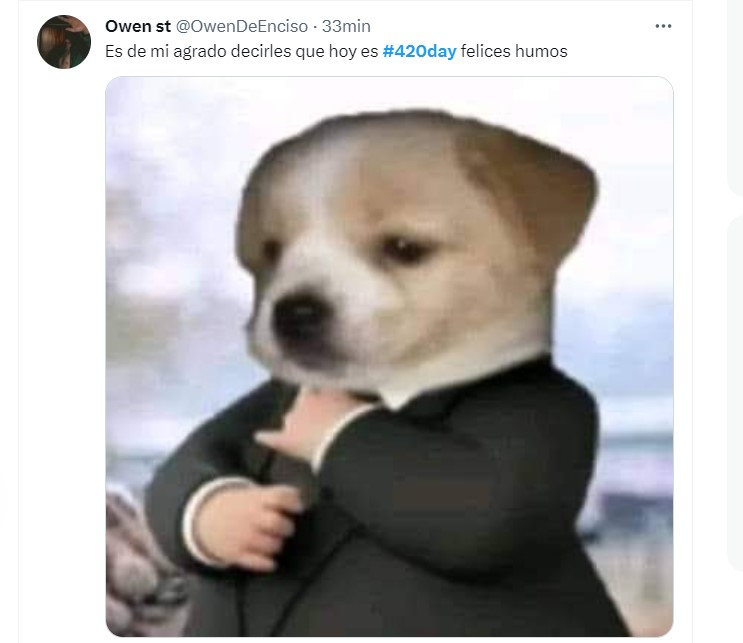 Owen st @OwenDeEnciso · 33min
Es de mi agrado decirles que hoy es #420day felices humos